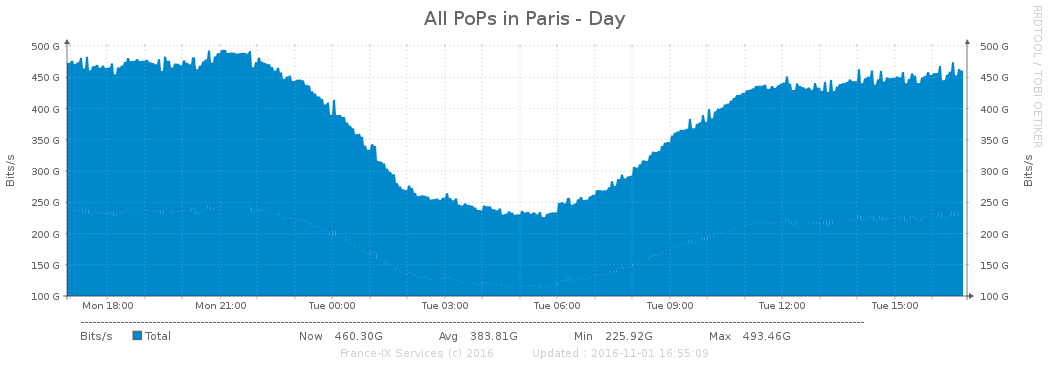 All PoPs in Paris - Day
RRDTOOL / TOBI OETIKER
500 G 500 G
450 G 450 G
400 G 400 G
350 G 350 G
300 G 300 G
250 G 250 G
200 G 200 G
150 G 150 G
100 G 100 G
Bits/s Bits/s
Mon 18:00 Mon 21:00 Tue 00:00 Tue 03:00 Tue 06:00 Tue 09:00 Tue 12:00 Tue 15:00
Bits/s Total Now 460.30G Avg 383.81G Min 225.92G Max 493.46G
France-IX Services (c) 2016 Updated : 2016-11-01 16:55:09